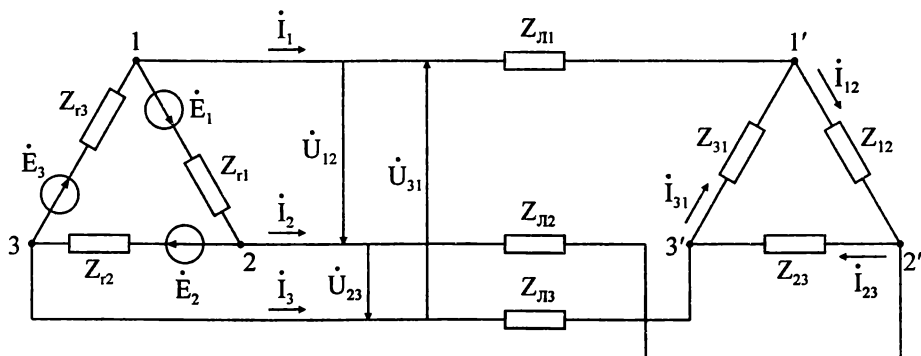 1 İ₁ Z_Л1 1′ İ₁₂
Z_г3 Ė₁ Z₃₁ Z₁₂
Ė₃ Z_г1 U̇₁₂ U̇₃₁ İ₃₁
3 İ₂ Z_Л2 3′
Z_г2 Ė₂ 2 U̇₂₃ Z₂₃ İ₂₃ 2′
İ₃ Z_Л3